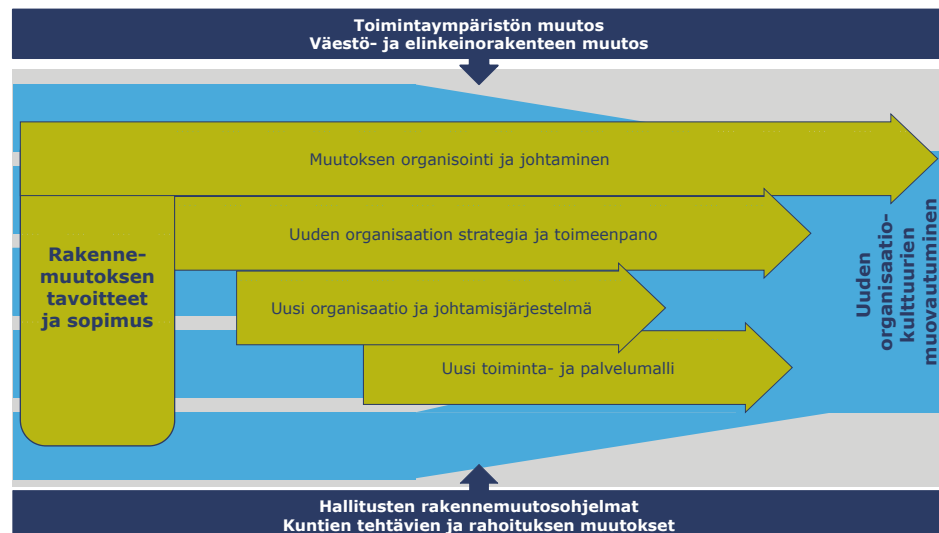 Toimintaympäristön muutos
Väestö- ja elinkeinorakenteen muutos
Muutoksen organisointi ja johtaminen
Uuden organisaation strategia ja toimeenpano
Rakenne-
muutoksen
tavoitteet
ja sopimus
Uusi organisaatio ja johtamisjärjestelmä
Uusi toiminta- ja palvelumalli
Uuden
organisaatio-
kulttuurien
muovautuminen
Hallitusten rakennemuutosohjelmat
Kuntien tehtävien ja rahoituksen muutokset